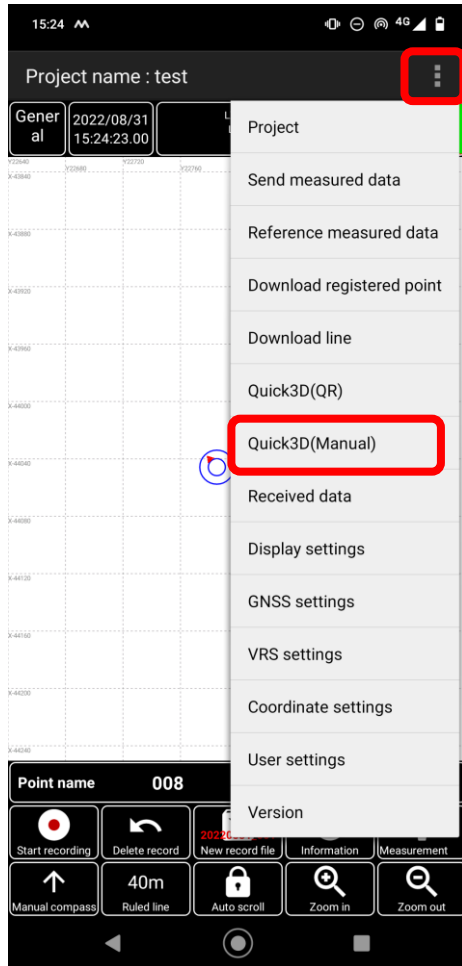 15:24
4G
Project name : test
Gener
al
2022/08/31
15:24:23.00
Project
Send measured data
Reference measured data
Download registered point
Download line
Quick3D(QR)
Quick3D(Manual)
Received data
Display settings
GNSS settings
VRS settings
Coordinate settings
User settings
Version
Y22640
Y22680
Y22720
Y22760
X-43840
X-43880
X-43920
X-43960
X-44000
X-44040
X-44080
X-44120
X-44160
X-44200
X-44240
Point name
008
Start recording
Delete record
New record file
Information
Measurement
40m
Manual compass
Ruled line
Auto scroll
Zoom in
Zoom out